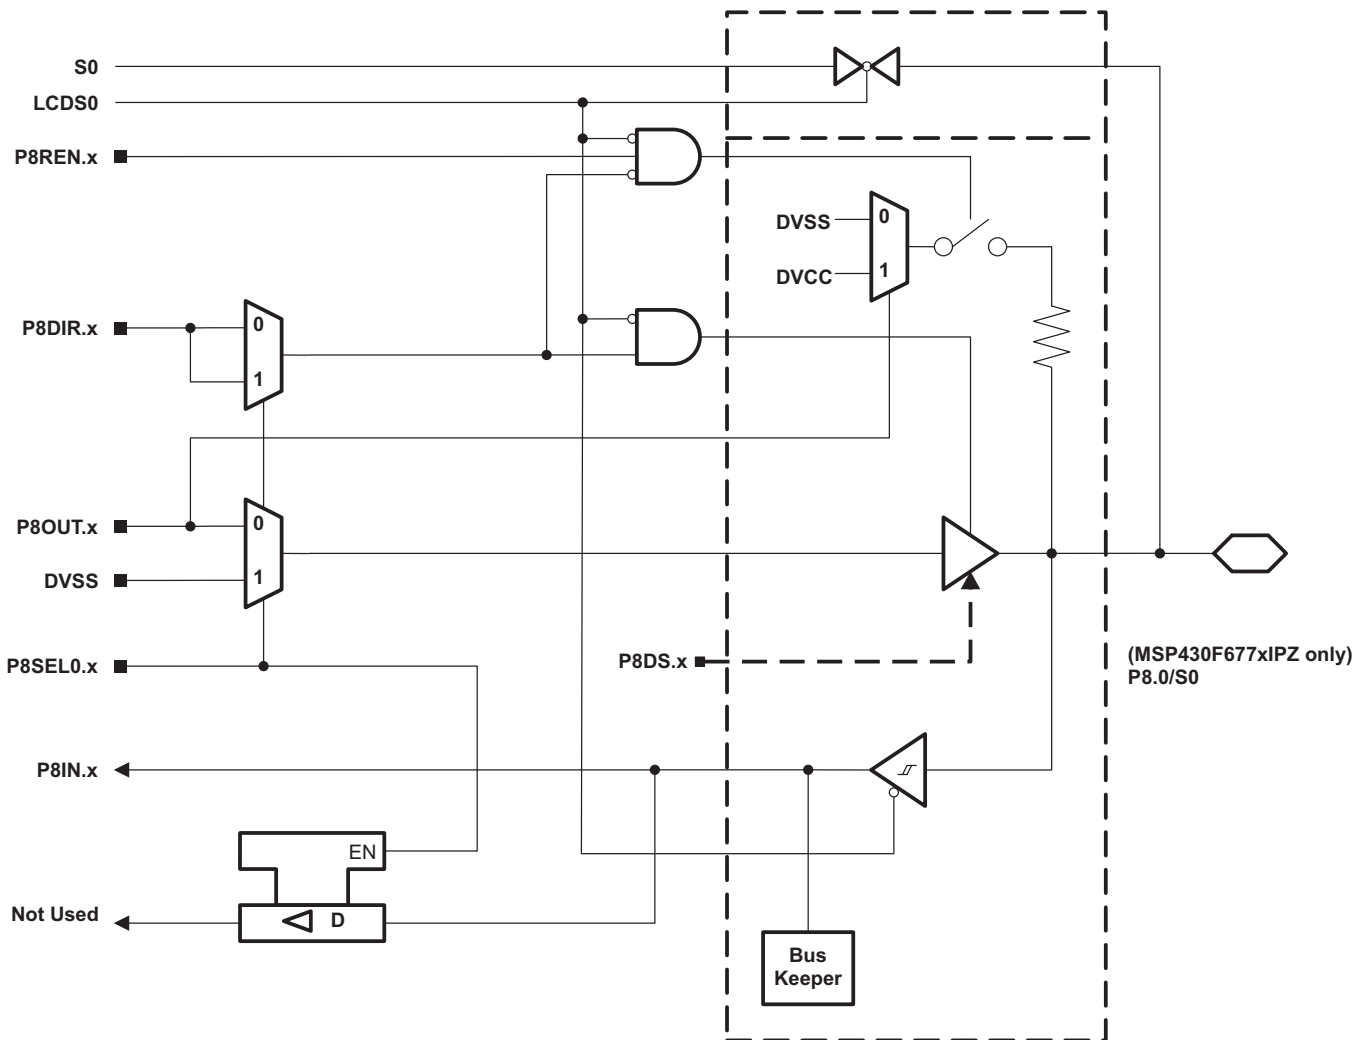 S0
LCDS0
P8REN.x
DVSS
0
DVCC
1
P8DIR.x
0
1
P8OUT.x
0
DVSS
1
P8SEL0.x
P8DS.x
(MSP430F677xIPZ only)
P8.0/S0
P8IN.x
EN
Not Used
D
Bus
Keeper